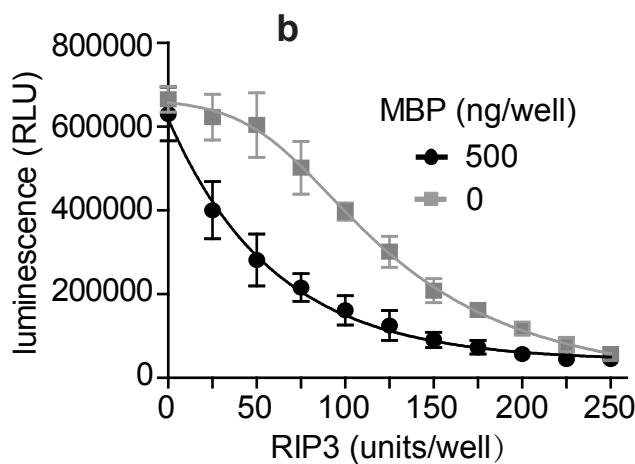 b
800000
600000
400000
200000
0
luminescence (RLU)
MBP (ng/well)
500
0
0 50 100 150 200 250
RIP3 (units/well）